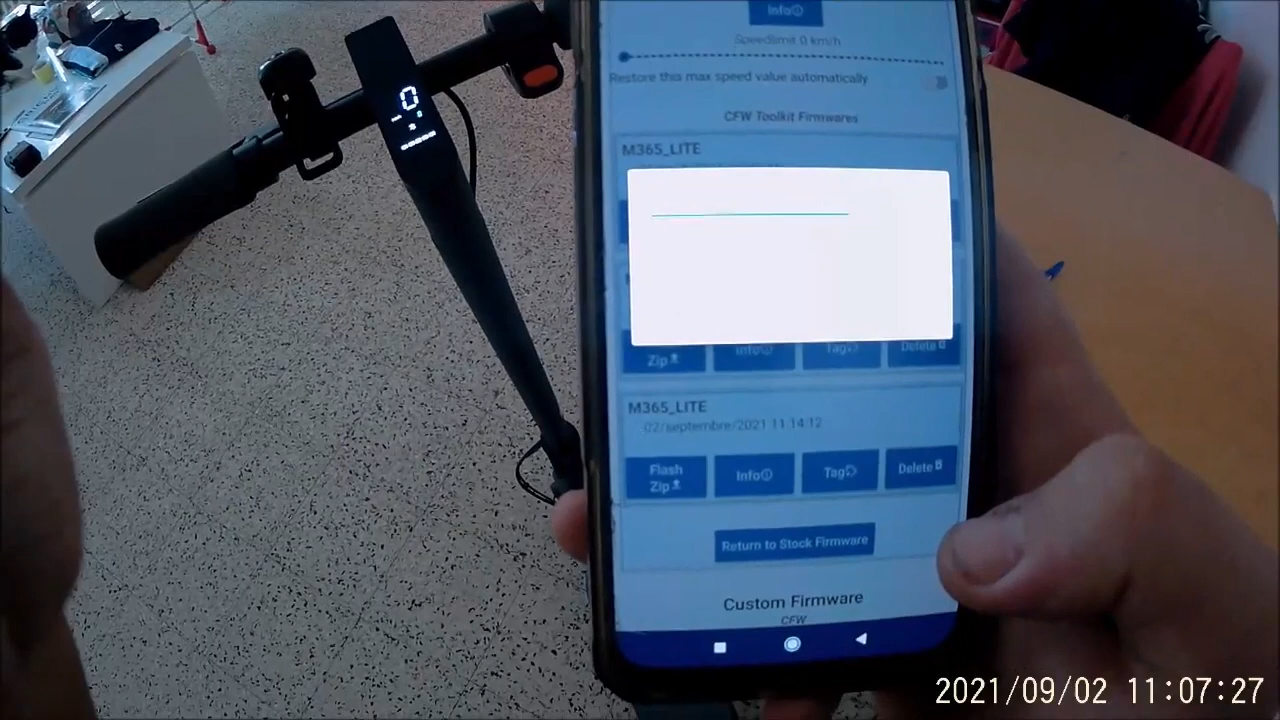 Info
Speedlimit 0 km/h
Restore this max speed value automatically
CFW Toolkit Firmwares
M365_LITE
Zip Info Tag Delete
M365_LITE
02/septembre/2021 11:14:12
Flash Zip Info Tag Delete
Return to Stock Firmware
Custom Firmware
CFW
0
2021/09/02 11:07:27